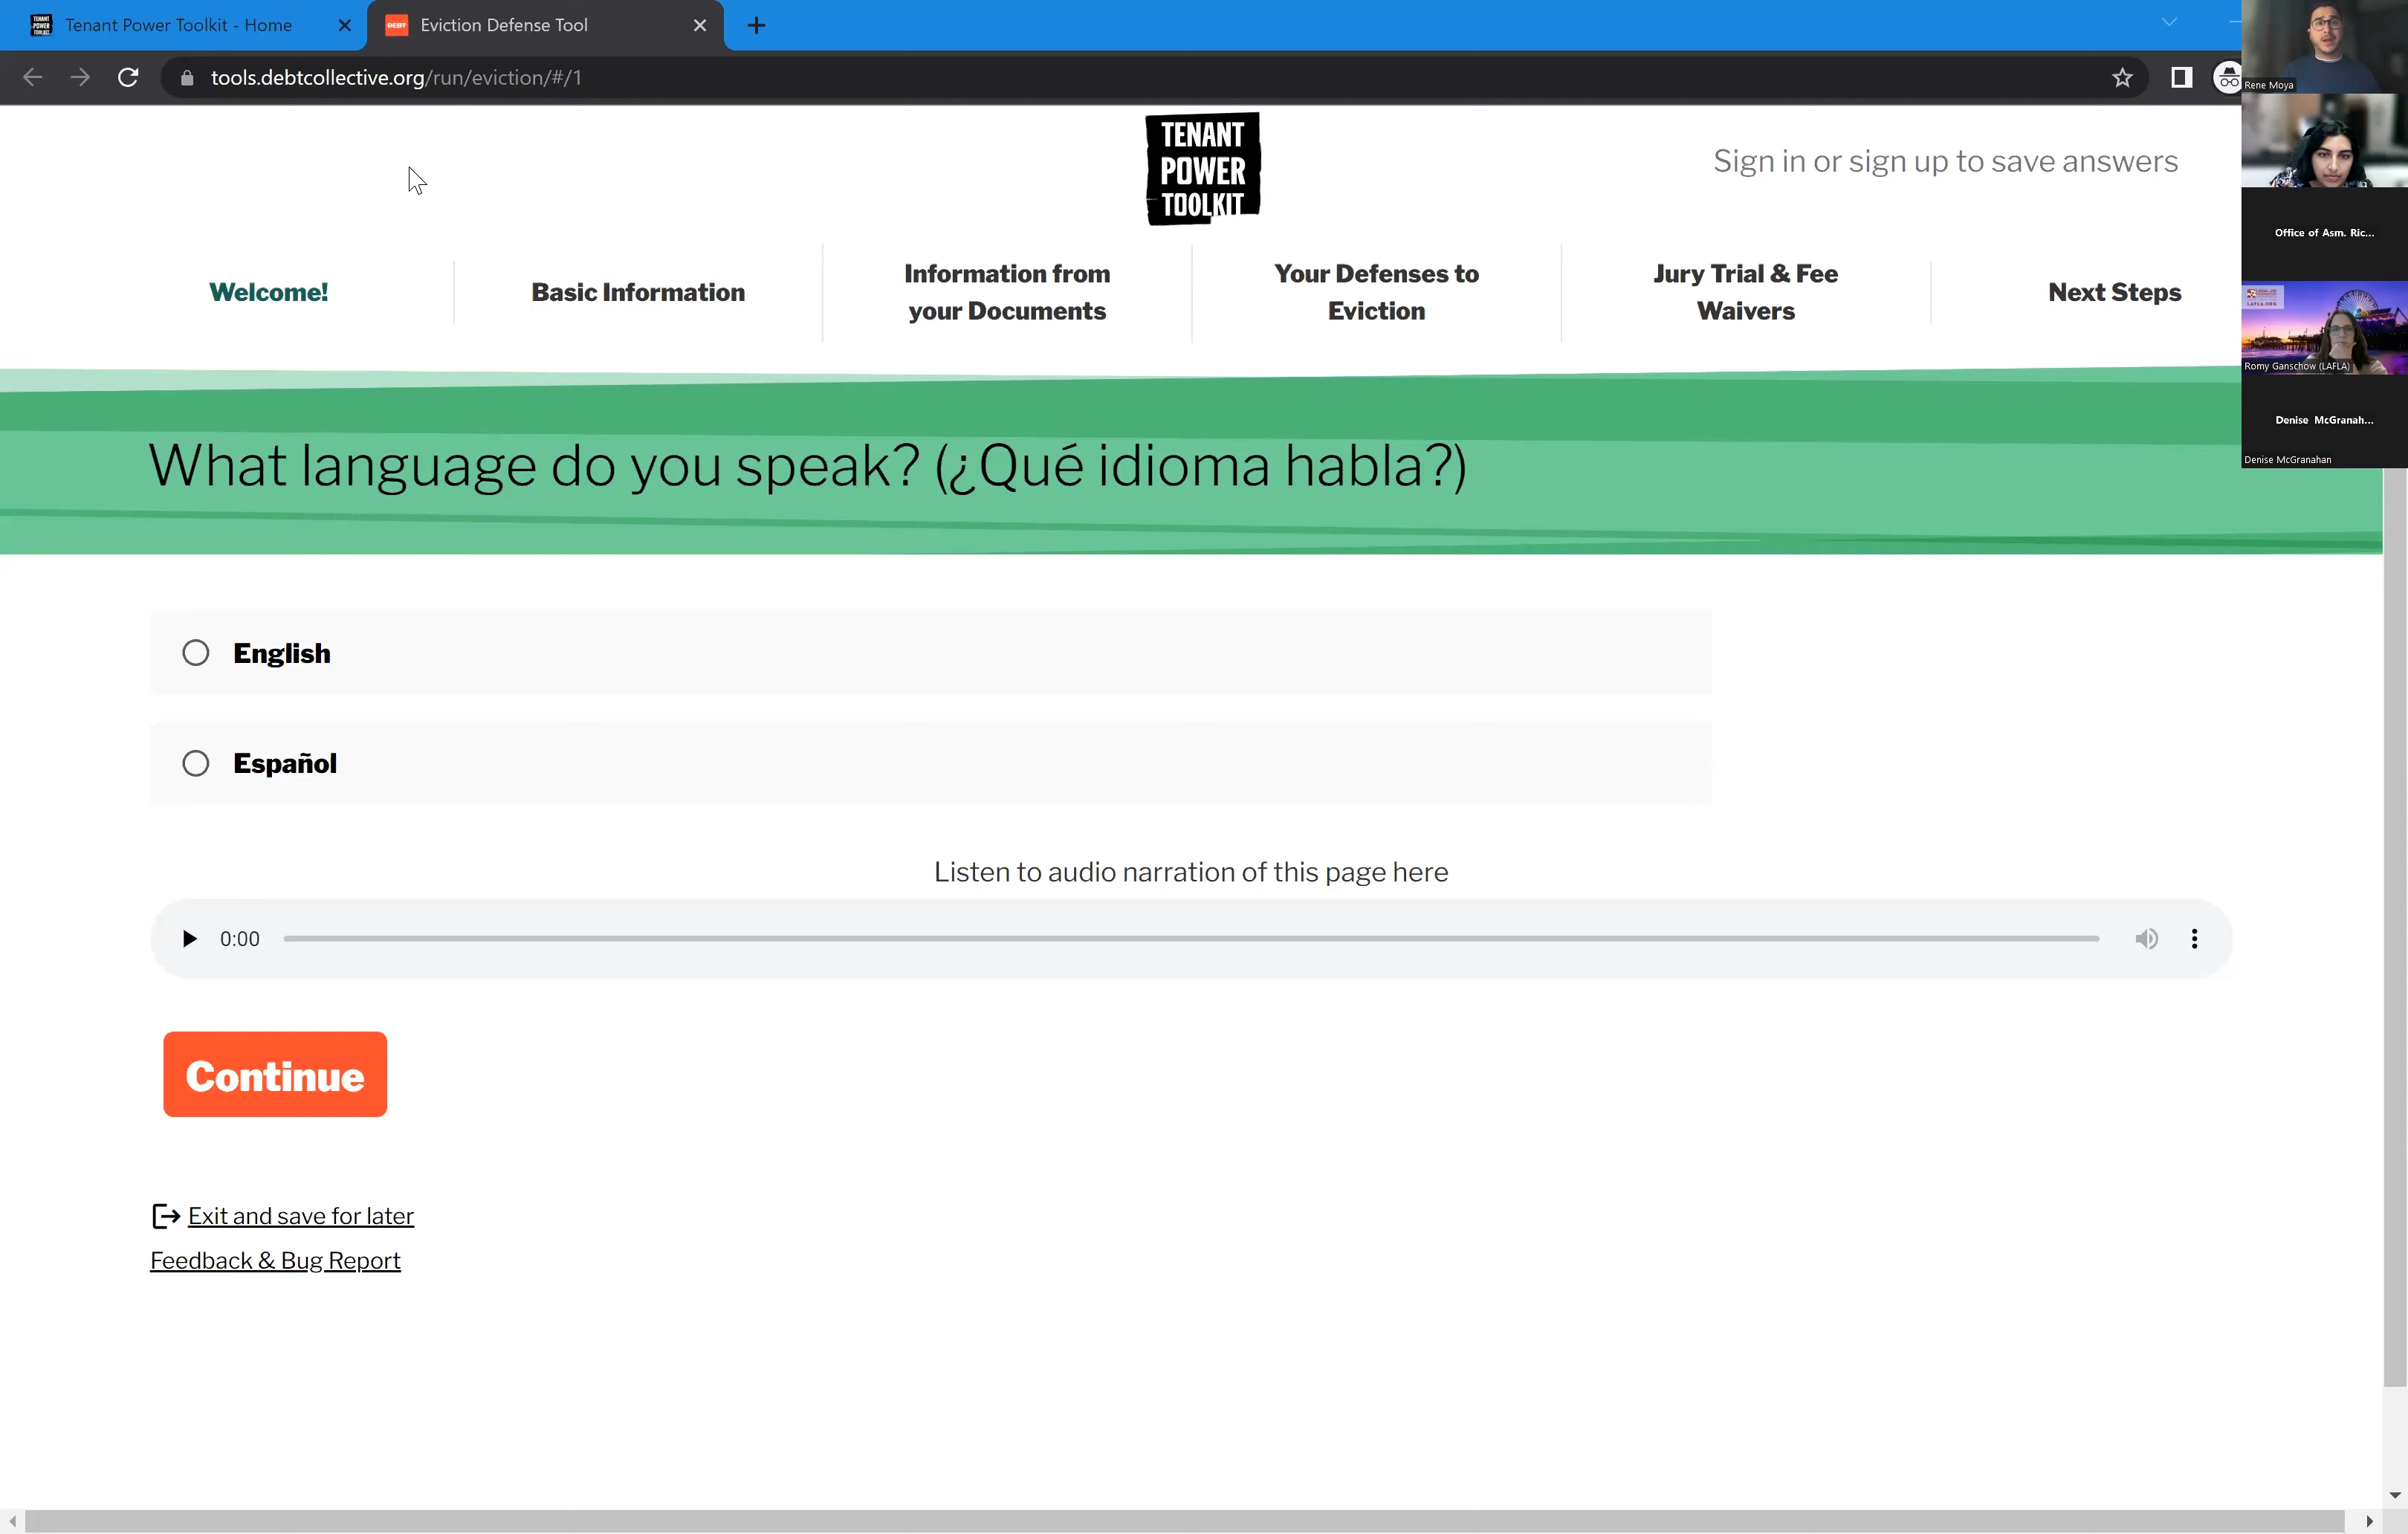 Tenant Power Toolkit - Home
DEBT
Eviction Defense Tool
tools.debtcollective.org/run/eviction/#/1
Rene Moya
TENANT
POWER
TOOLKIT
Sign in or sign up to save answers
Office of Asm. Ric...
Welcome!
Basic Information
Information from
your Documents
Your Defenses to
Eviction
Jury Trial & Fee
Waivers
Next Steps
LAFLA.ORG
Romy Ganschow (LAFLA)
Denise McGranah...
Denise McGranahan
What language do you speak? (¿Qué idioma habla?)
English
Español
Listen to audio narration of this page here
0:00
Continue
Exit and save for later
Feedback & Bug Report